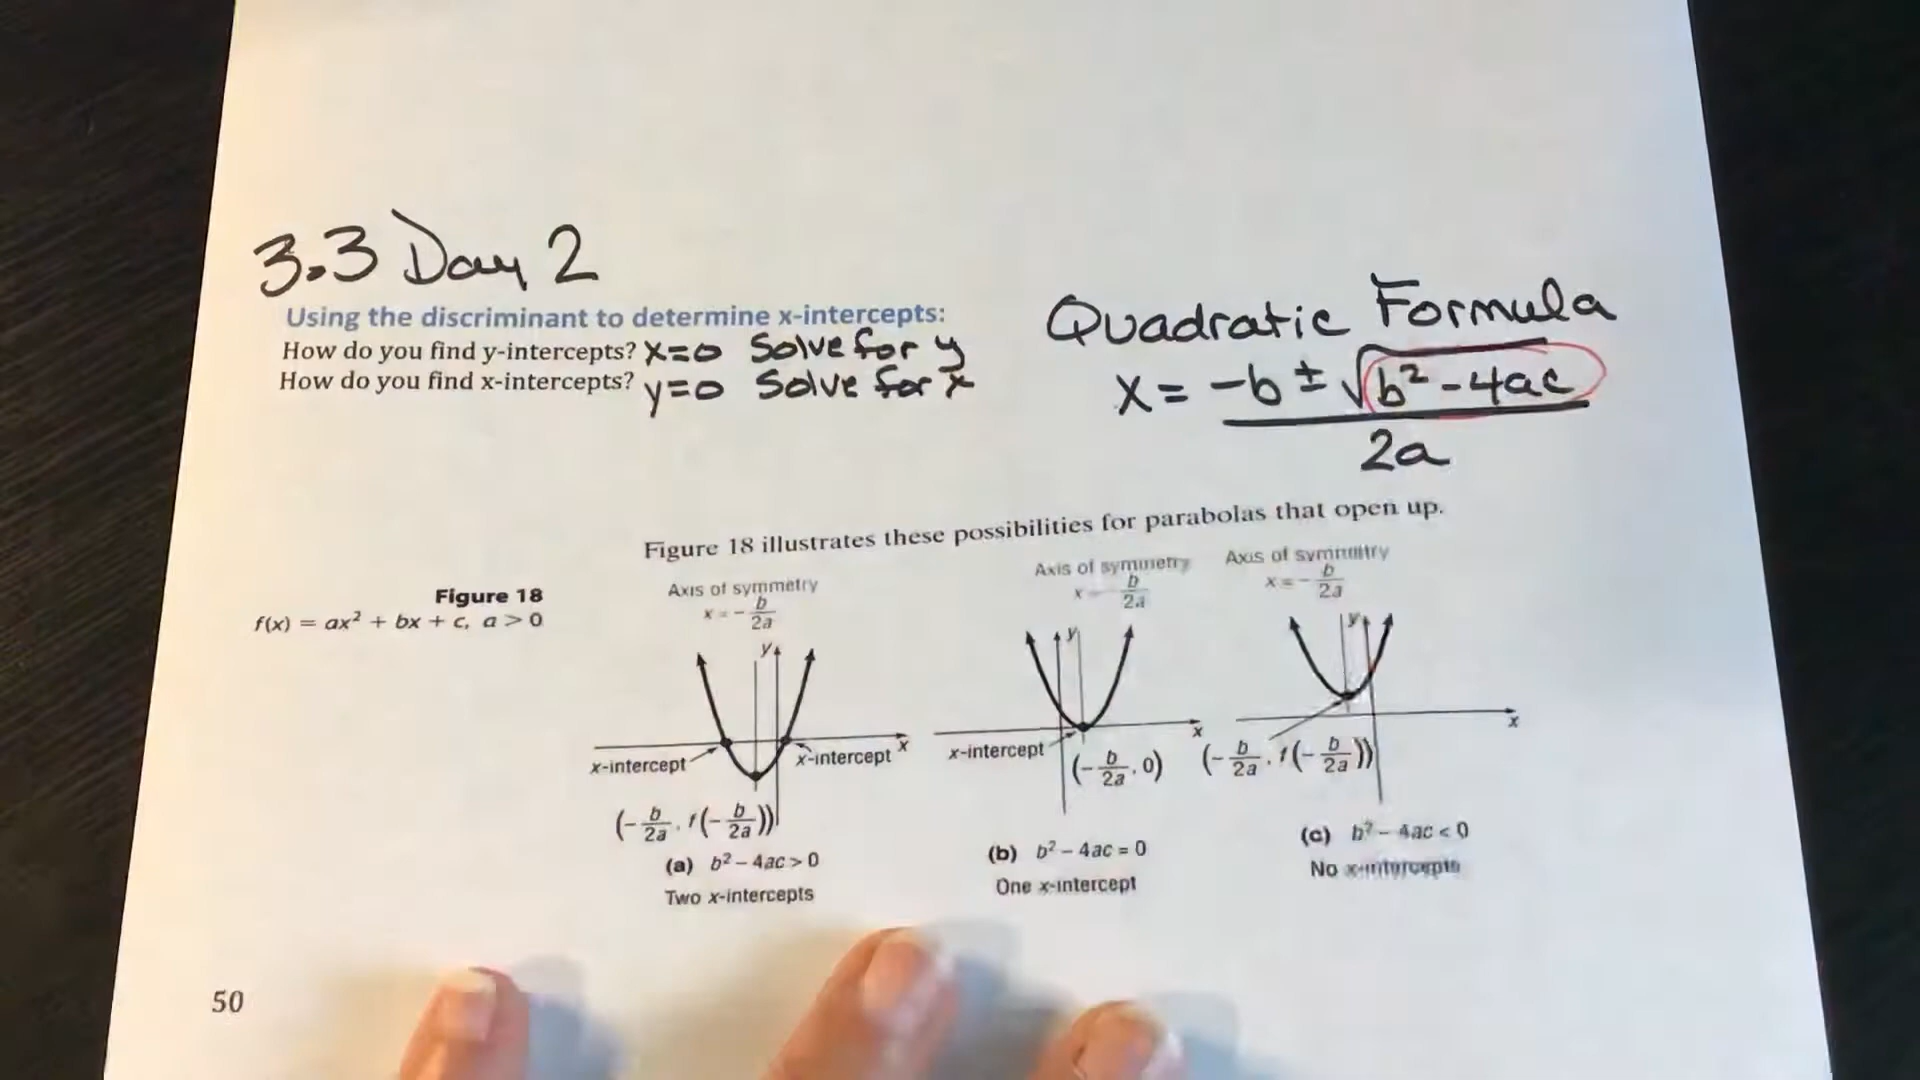 3.3 Day 2
Using the discriminant to determine x-intercepts:
How do you find y-intercepts? x=0 Solve for y
How do you find x-intercepts? y=0 Solve for x
Quadratic Formula
x = -b ± √b² - 4ac
2a
Figure 18 illustrates these possibilities for parabolas that open up.
Figure 18
f(x) = ax² + bx + c, a > 0
Axis of symmetry
x = - b/2a
y
x-intercept
x-intercept
x
(- b/2a, f(- b/2a))
(a) b² – 4ac > 0
Two x-intercepts
Axis of symmetry
x = - b/2a
y
x-intercept
x
(- b/2a, 0)
(b) b² – 4ac = 0
One x-intercept
Axis of symmetry
x = - b/2a
y
x
(- b/2a, f(- b/2a))
(c) b² – 4ac < 0
No x-intercepts
50